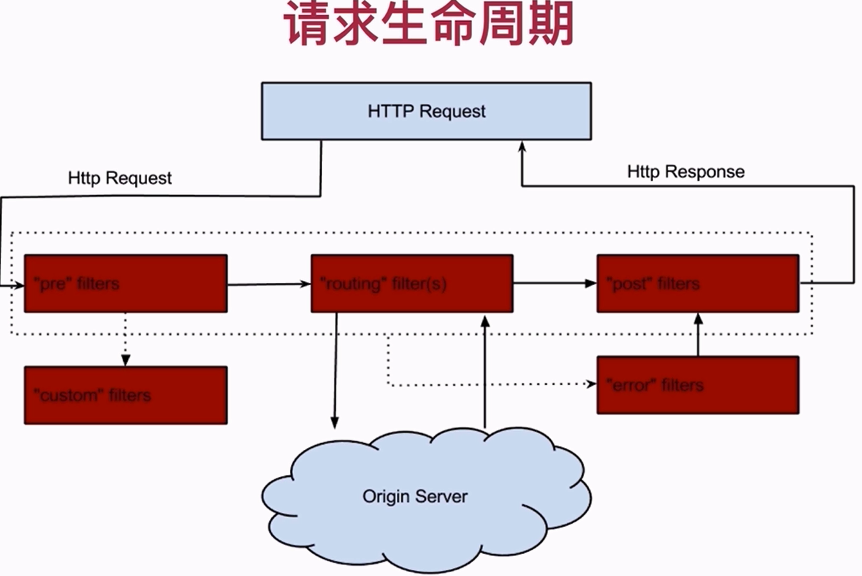 请求生命周期
HTTP Request
Http Request
Http Response
"pre" filters
"routing" filter(s)
"post" filters
"custom" filters
"error" filters
Origin Server